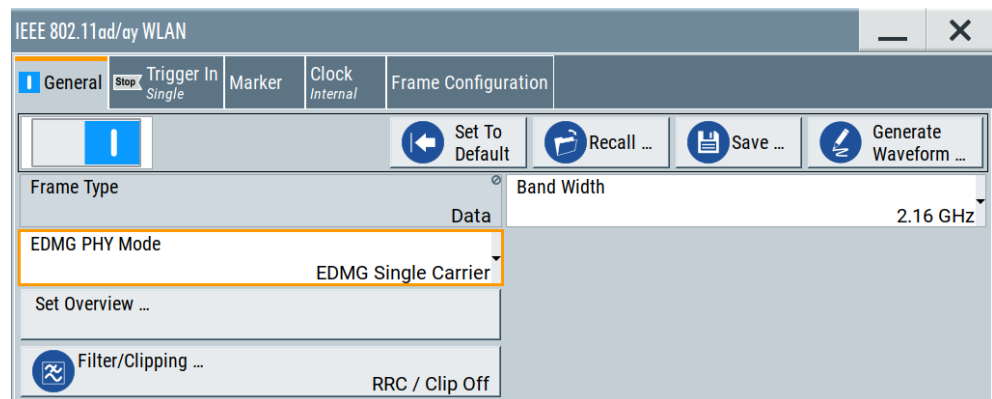 IEEE 802.11ad/ay WLAN
General Stop Trigger In Single Marker Clock Internal Frame Configuration
Set To Default Recall ... Save ... Generate Waveform ...
Frame Type Data Band Width 2.16 GHz
EDMG PHY Mode
EDMG Single Carrier
Set Overview ...
Filter/Clipping ...
RRC / Clip Off